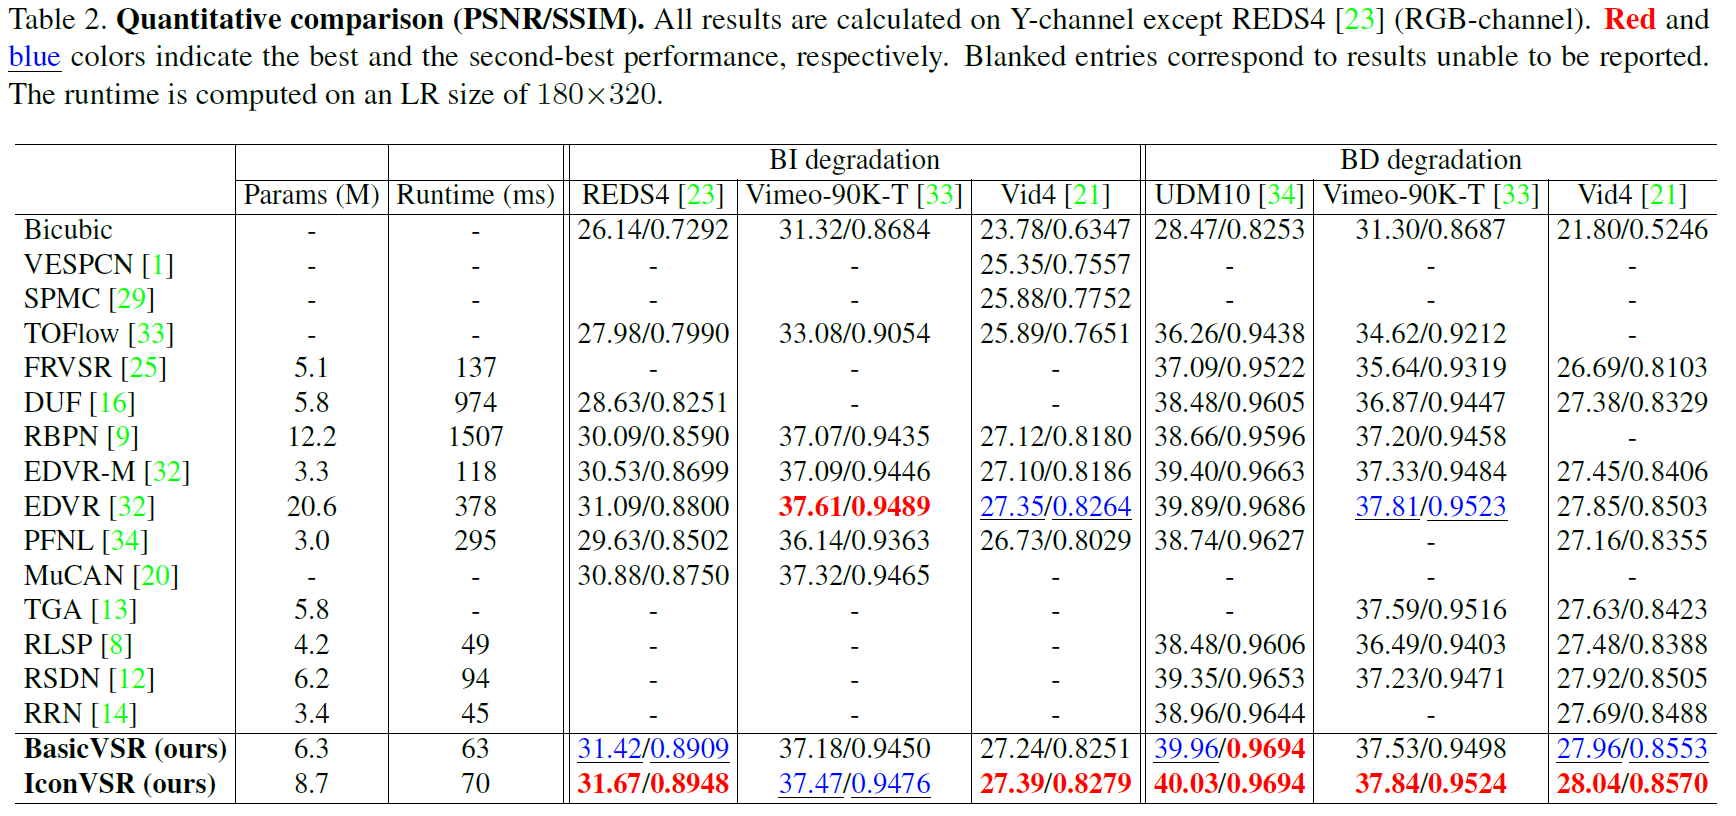 Table 2. Quantitative comparison (PSNR/SSIM). All results are calculated on Y-channel except REDS4 [23] (RGB-channel). Red and
blue colors indicate the best and the second-best performance, respectively. Blanked entries correspond to results unable to be reported.
The runtime is computed on an LR size of 180×320.
BI degradation BD degradation
Params (M) Runtime (ms) REDS4 [23] Vimeo-90K-T [33] Vid4 [21] UDM10 [34] Vimeo-90K-T [33] Vid4 [21]
Bicubic - - 26.14/0.7292 31.32/0.8684 23.78/0.6347 28.47/0.8253 31.30/0.8687 21.80/0.5246
VESPCN [1] - - - - 25.35/0.7557 - - -
SPMC [29] - - - - 25.88/0.7752 - - -
TOFlow [33] - - 27.98/0.7990 33.08/0.9054 25.89/0.7651 36.26/0.9438 34.62/0.9212 -
FRVSR [25] 5.1 137 - - - 37.09/0.9522 35.64/0.9319 26.69/0.8103
DUF [16] 5.8 974 28.63/0.8251 - - 38.48/0.9605 36.87/0.9447 27.38/0.8329
RBPN [9] 12.2 1507 30.09/0.8590 37.07/0.9435 27.12/0.8180 38.66/0.9596 37.20/0.9458 -
EDVR-M [32] 3.3 118 30.53/0.8699 37.09/0.9446 27.10/0.8186 39.40/0.9663 37.33/0.9484 27.45/0.8406
EDVR [32] 20.6 378 31.09/0.8800 37.61/0.9489 27.35/0.8264 39.89/0.9686 37.81/0.9523 27.85/0.8503
PFNL [34] 3.0 295 29.63/0.8502 36.14/0.9363 26.73/0.8029 38.74/0.9627 - 27.16/0.8355
MuCAN [20] - - 30.88/0.8750 37.32/0.9465 - - - -
TGA [13] 5.8 - - - - - 37.59/0.9516 27.63/0.8423
RLSP [8] 4.2 49 - - - 38.48/0.9606 36.49/0.9403 27.48/0.8388
RSDN [12] 6.2 94 - - - 39.35/0.9653 37.23/0.9471 27.92/0.8505
RRN [14] 3.4 45 - - - 38.96/0.9644 - 27.69/0.8488
BasicVSR (ours) 6.3 63 31.42/0.8909 37.18/0.9450 27.24/0.8251 39.96/0.9694 37.53/0.9498 27.96/0.8553
IconVSR (ours) 8.7 70 31.67/0.8948 37.47/0.9476 27.39/0.8279 40.03/0.9694 37.84/0.9524 28.04/0.8570